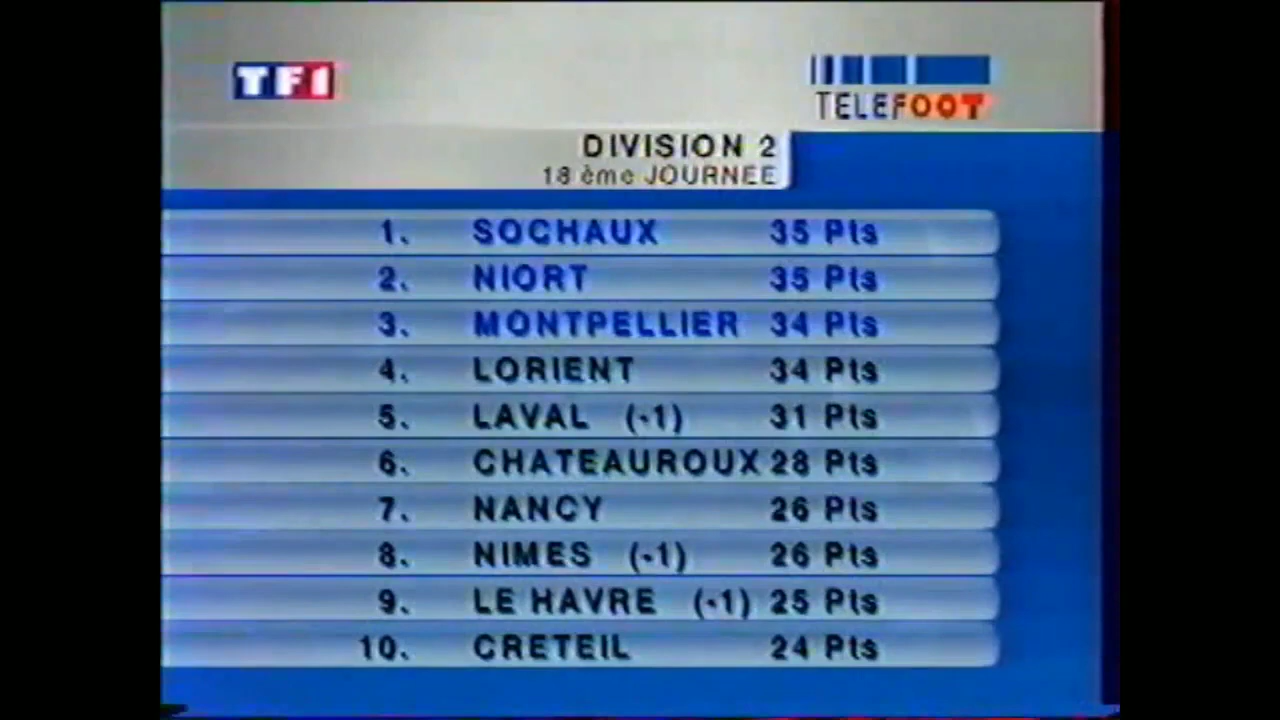 TF1
TELEFOOT
DIVISION 2
18 ème JOURNEE
1. SOCHAUX 35 Pts
2. NIORT 35 Pts
3. MONTPELLIER 34 Pts
4. LORIENT 34 Pts
5. LAVAL (-1) 31 Pts
6. CHATEAUROUX 28 Pts
7. NANCY 26 Pts
8. NIMES (-1) 26 Pts
9. LE HAVRE (-1) 25 Pts
10. CRETEIL 24 Pts